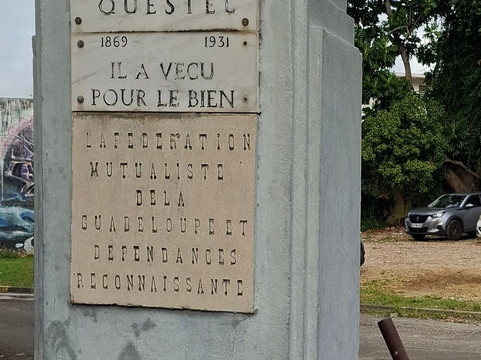 QUESTEL
1869 1931
IL A VECU
POUR LE BIEN
LA FEDERATION
MUTUALISTE
DE LA
GUADELOUPE ET
DEPENDANCES
RECONNAISSANTE